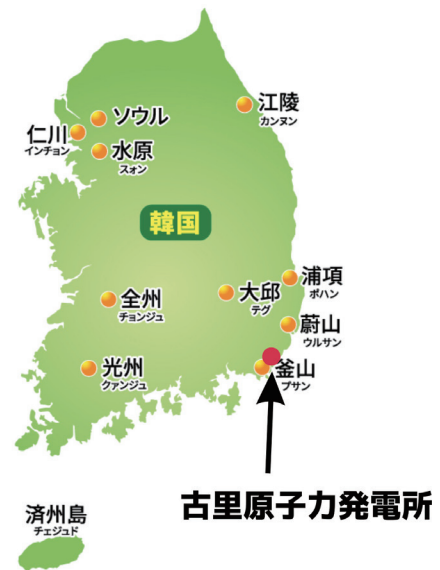 江陵
カンヌン
ソウル
仁川
インチョン
水原
スォン
韓国
浦項
ポハン
大邱
テグ
全州
チョンジュ
蔚山
ウルサン
光州
クァンジュ
釜山
プサン
古里原子力発電所
済州島
チェジュド